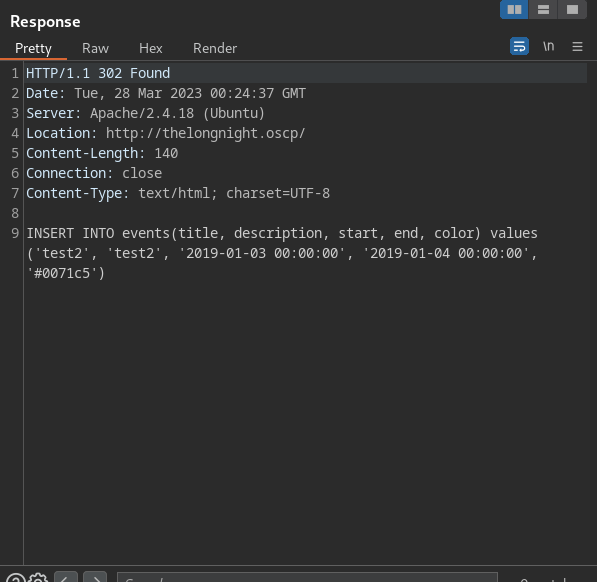 Response
Pretty Raw Hex Render \n
1 HTTP/1.1 302 Found
2 Date: Tue, 28 Mar 2023 00:24:37 GMT
3 Server: Apache/2.4.18 (Ubuntu)
4 Location: http://thelongnight.oscp/
5 Content-Length: 140
6 Connection: close
7 Content-Type: text/html; charset=UTF-8
8
9 INSERT INTO events(title, description, start, end, color) values
('test2', 'test2', '2019-01-03 00:00:00', '2019-01-04 00:00:00',
'#0071c5')